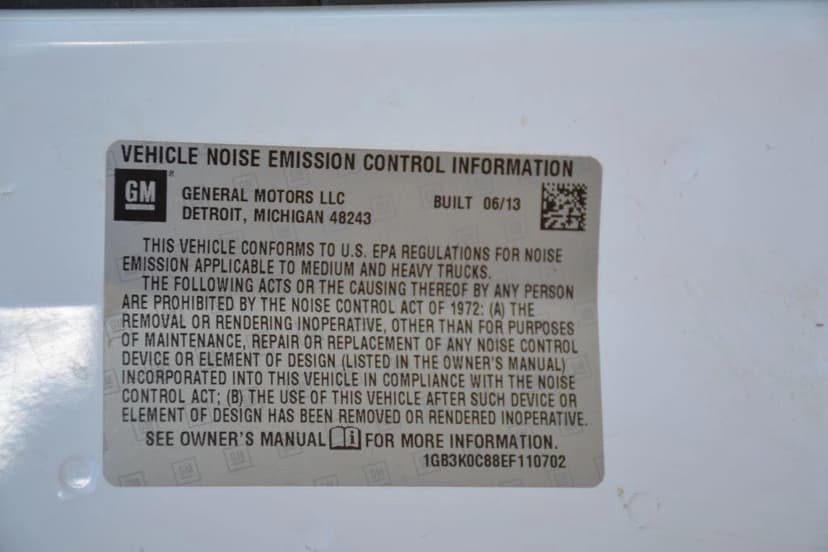 VEHICLE NOISE EMISSION CONTROL INFORMATION
GM® GENERAL MOTORS LLC BUILT 06/13
DETROIT, MICHIGAN 48243
THIS VEHICLE CONFORMS TO U.S. EPA REGULATIONS FOR NOISE
EMISSION APPLICABLE TO MEDIUM AND HEAVY TRUCKS.
THE FOLLOWING ACTS OR THE CAUSING THEREOF BY ANY PERSON
ARE PROHIBITED BY THE NOISE CONTROL ACT OF 1972: (A) THE
REMOVAL OR RENDERING INOPERATIVE, OTHER THAN FOR PURPOSES
OF MAINTENANCE, REPAIR OR REPLACEMENT OF ANY NOISE CONTROL
DEVICE OR ELEMENT OF DESIGN (LISTED IN THE OWNER'S MANUAL)
INCORPORATED INTO THIS VEHICLE IN COMPLIANCE WITH THE NOISE
CONTROL ACT; (B) THE USE OF THIS VEHICLE AFTER SUCH DEVICE OR
ELEMENT OF DESIGN HAS BEEN REMOVED OR RENDERED INOPERATIVE.
SEE OWNER'S MANUAL i FOR MORE INFORMATION.
1GB3K0C88EF110702